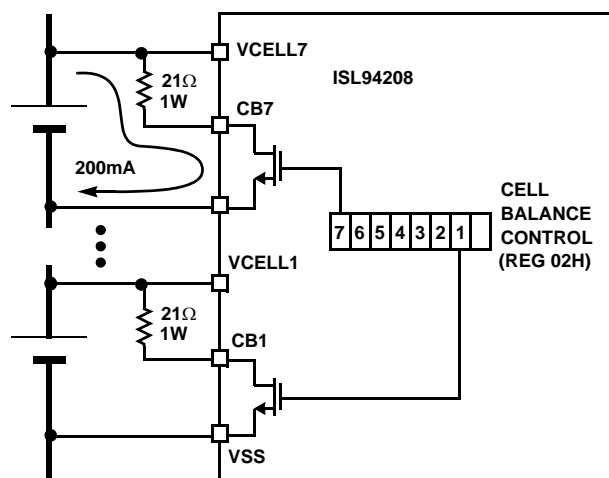 VCELL7
21Ω
1W
ISL94208
CB7
200mA
7 6 5 4 3 2 1
CELL
BALANCE
CONTROL
(REG 02H)
VCELL1
21Ω
1W
CB1
VSS